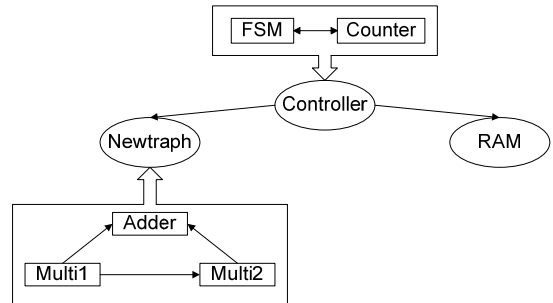 FSM
Counter
Controller
Newtraph
RAM
Adder
Multi1
Multi2